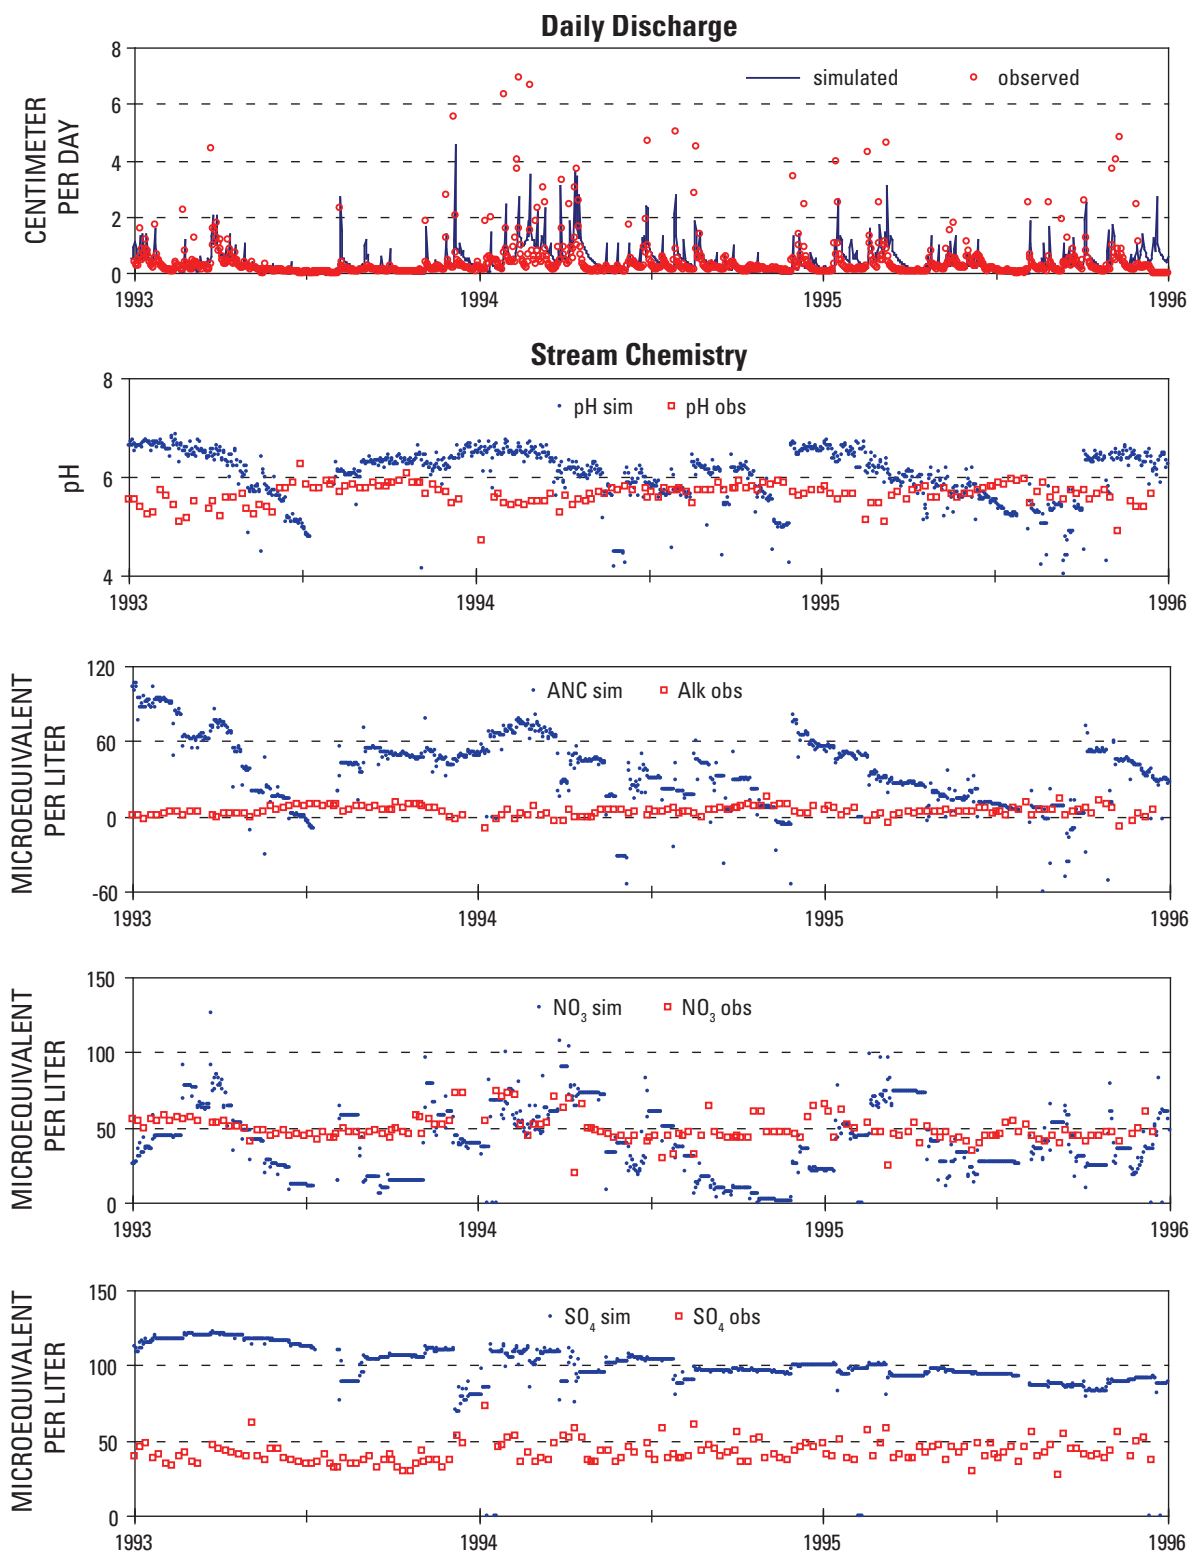 Daily Discharge
CENTIMETER
PER DAY
8
6
4
2
0
simulated
observed
1993
1994
1995
1996
Stream Chemistry
pH
8
6
4
pH sim
pH obs
1993
1994
1995
1996
MICROEQUIVALENT
PER LITER
120
60
0
-60
ANC sim
Alk obs
1993
1994
1995
1996
MICROEQUIVALENT
PER LITER
150
100
50
0
NO3 sim
NO3 obs
1993
1994
1995
1996
MICROEQUIVALENT
PER LITER
150
100
50
0
SO4 sim
SO4 obs
1993
1994
1995
1996